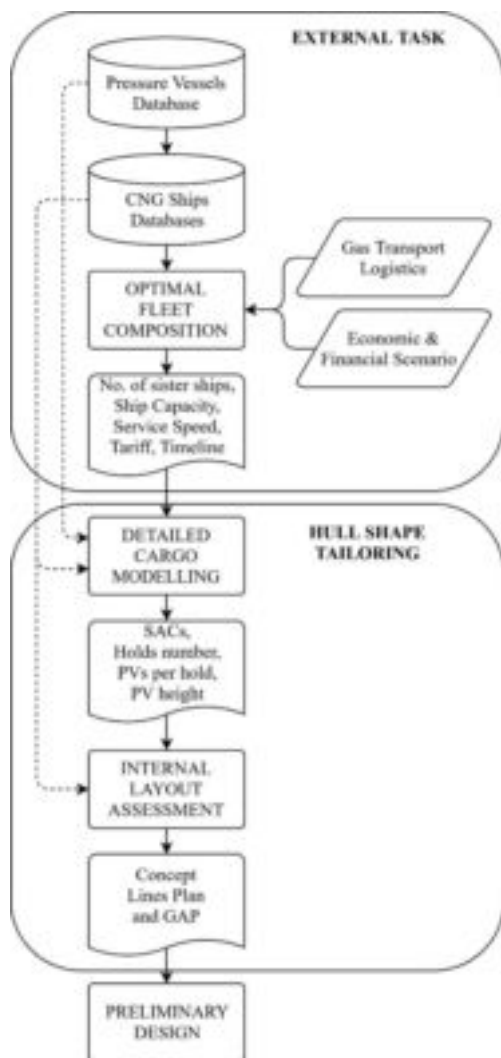 EXTERNAL TASK
Pressure Vessels
Database
CNG Ships
Databases
Gas Transport
Logistics
OPTIMAL
FLEET
COMPOSITION
Economic &
Financial Scenario
No. of sister ships,
Ship Capacity,
Service Speed,
Tariff, Timeline
HULL SHAPE
TAILORING
DETAILED
CARGO
MODELLING
SACs,
Holds number,
PVs per hold,
PV height
INTERNAL
LAYOUT
ASSESSMENT
Concept
Lines Plan
and GAP
PRELIMINARY
DESIGN